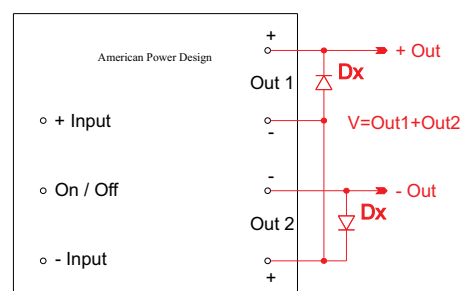 +
American Power Design
+ Out
Dx
Out 1
+ Input
-
V=Out1+Out2
-
On / Off
- Out
Dx
Out 2
- Input
+